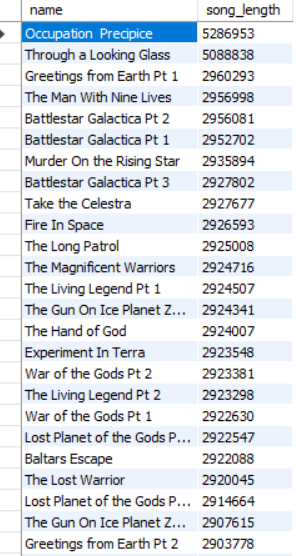 name song_length
Occupation Precipice 5286953
Through a Looking Glass 5088838
Greetings from Earth Pt 1 2960293
The Man With Nine Lives 2956998
Battlestar Galactica Pt 2 2956081
Battlestar Galactica Pt 1 2952702
Murder On the Rising Star 2935894
Battlestar Galactica Pt 3 2927802
Take the Celestra 2927677
Fire In Space 2926593
The Long Patrol 2925008
The Magnificent Warriors 2924716
The Living Legend Pt 1 2924507
The Gun On Ice Planet Z... 2924341
The Hand of God 2924007
Experiment In Terra 2923548
War of the Gods Pt 2 2923381
The Living Legend Pt 2 2923298
War of the Gods Pt 1 2922630
Lost Planet of the Gods P... 2922547
Baltars Escape 2922088
The Lost Warrior 2920045
Lost Planet of the Gods P... 2914664
The Gun On Ice Planet Z... 2907615
Greetings from Earth Pt 2 2903778